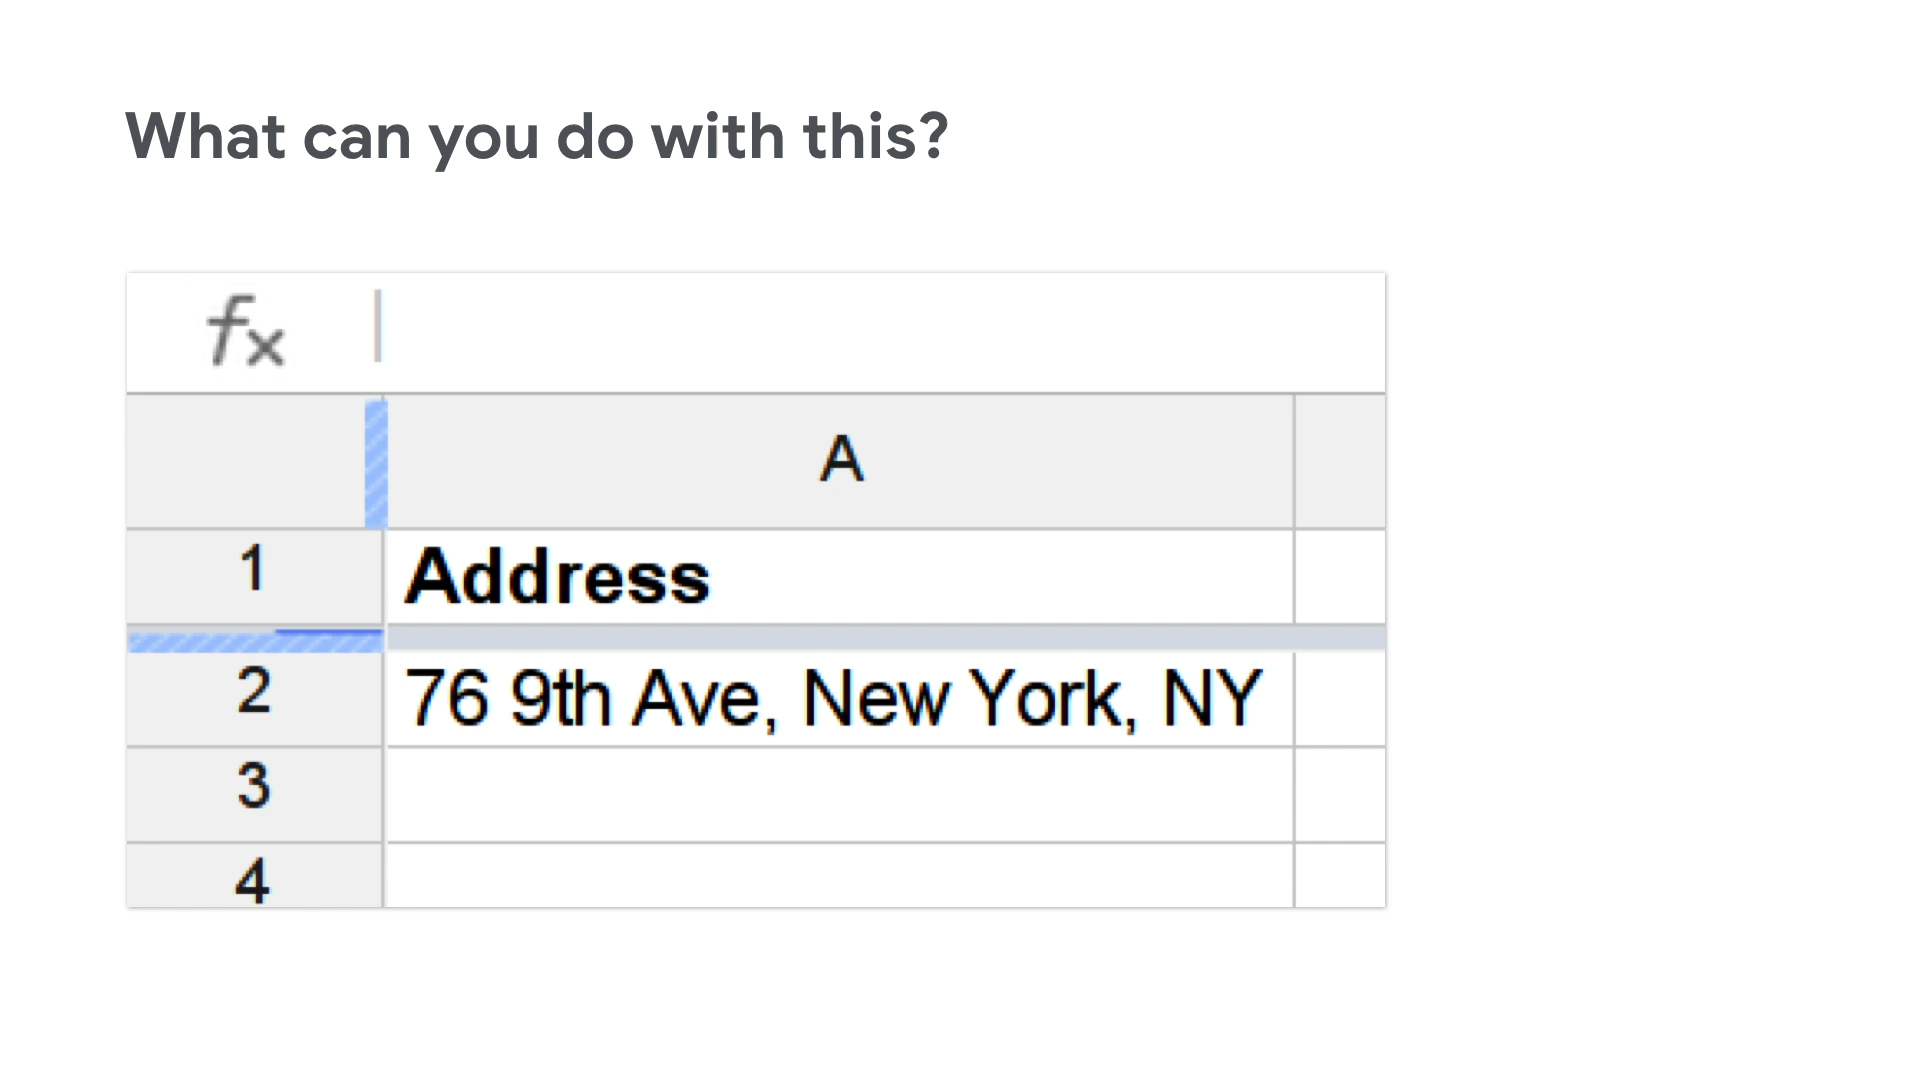 What can you do with this?
fx
A
1 Address
2 76 9th Ave, New York, NY
3
4